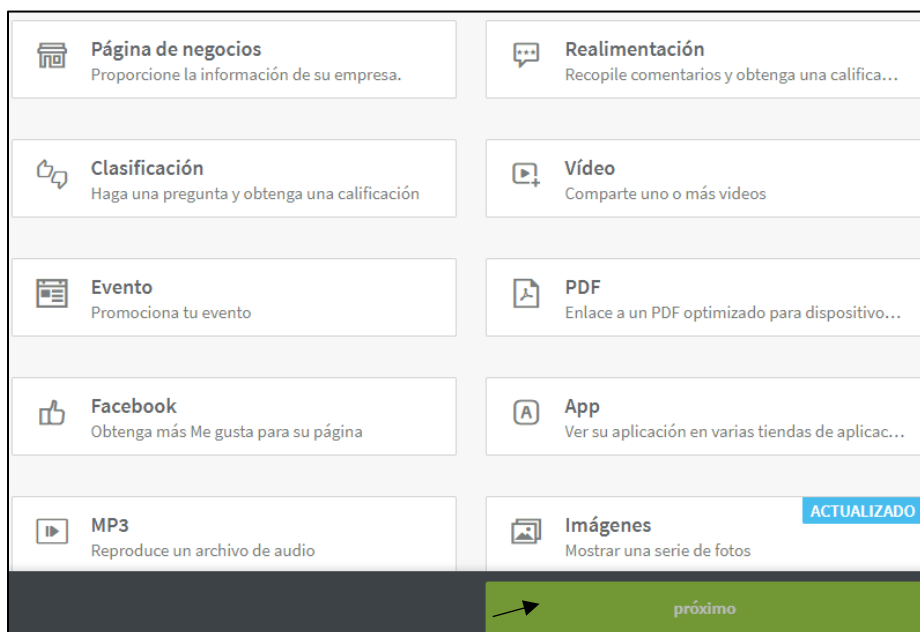 Página de negocios
Proporcione la información de su empresa.
Realimentación
Recopile comentarios y obtenga una califica...
Clasificación
Haga una pregunta y obtenga una calificación
Vídeo
Comparte uno o más videos
Evento
Promociona tu evento
PDF
Enlace a un PDF optimizado para dispositivo...
Facebook
Obtenga más Me gusta para su página
App
Ver su aplicación en varias tiendas de aplicac...
MP3
Reproduce un archivo de audio
ACTUALIZADO
Imágenes
Mostrar una serie de fotos
próximo